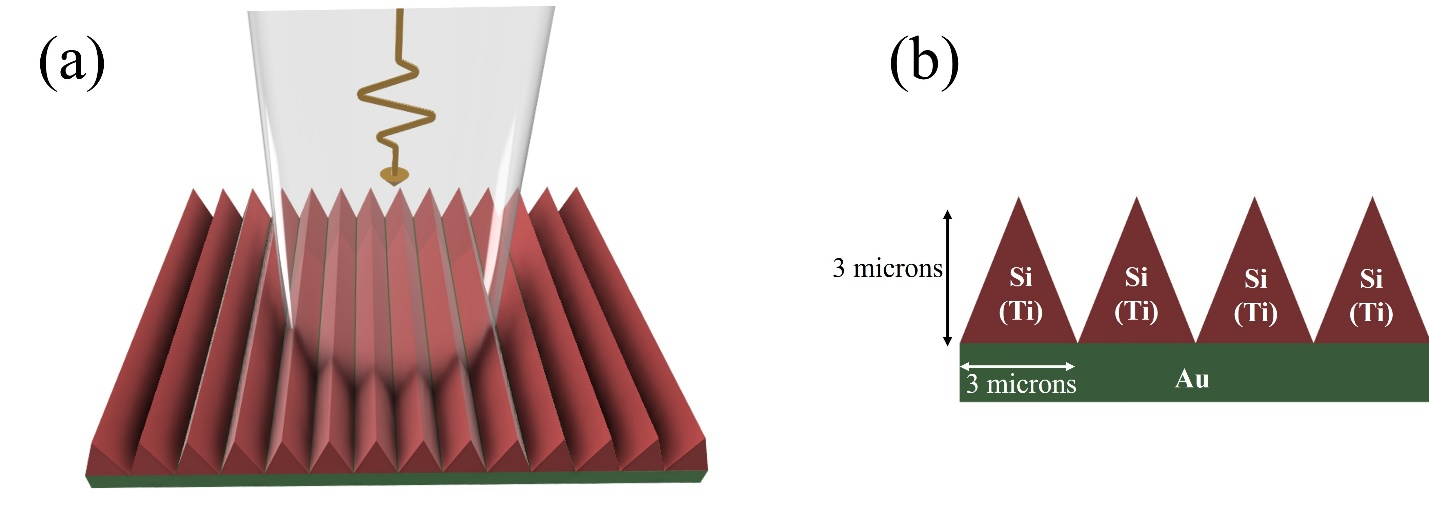 (a)
(b)
3 microns
Si
(Ti)
Si
(Ti)
Si
(Ti)
Si
(Ti)
3 microns
Au